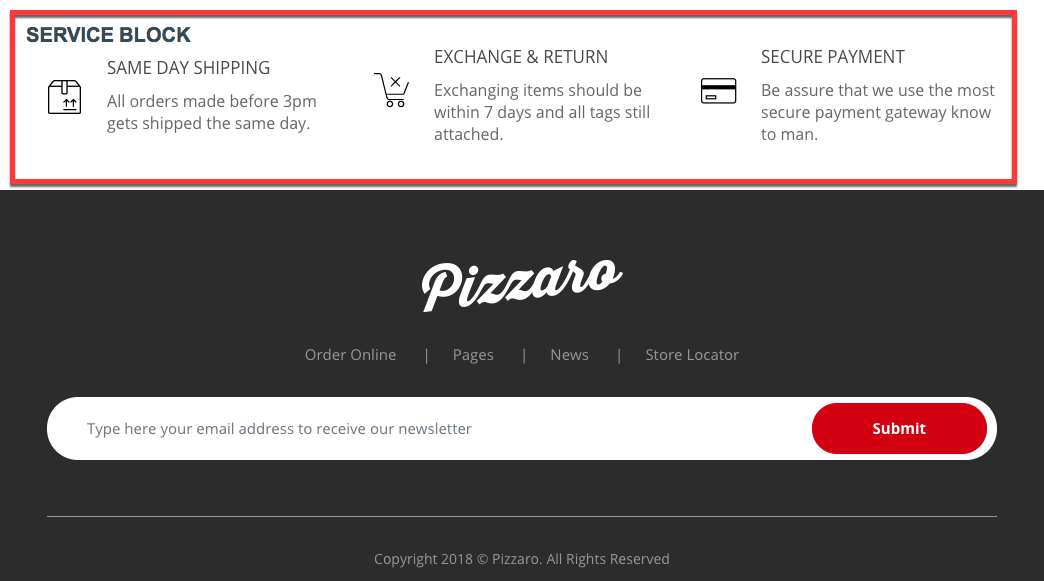 SERVICE BLOCK
SAME DAY SHIPPING
All orders made before 3pm
gets shipped the same day.
EXCHANGE & RETURN
Exchanging items should be
within 7 days and all tags still
attached.
SECURE PAYMENT
Be assure that we use the most
secure payment gateway know
to man.
Pizzaro
Order Online | Pages | News | Store Locator
Type here your email address to receive our newsletter
Submit
Copyright 2018 © Pizzaro. All Rights Reserved